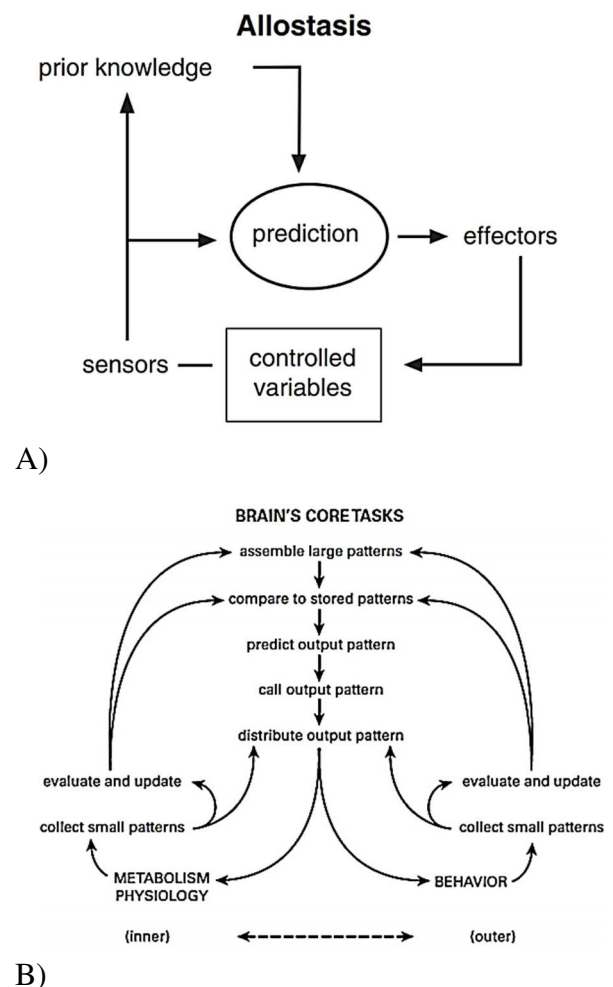 Allostasis
prior knowledge
prediction
effectors
sensors
controlled
variables
A)
BRAIN'S CORE TASKS
assemble large patterns
compare to stored patterns
predict output pattern
call output pattern
distribute output pattern
evaluate and update
evaluate and update
collect small patterns
collect small patterns
METABOLISM
PHYSIOLOGY
BEHAVIOR
(inner)
(outer)
B)